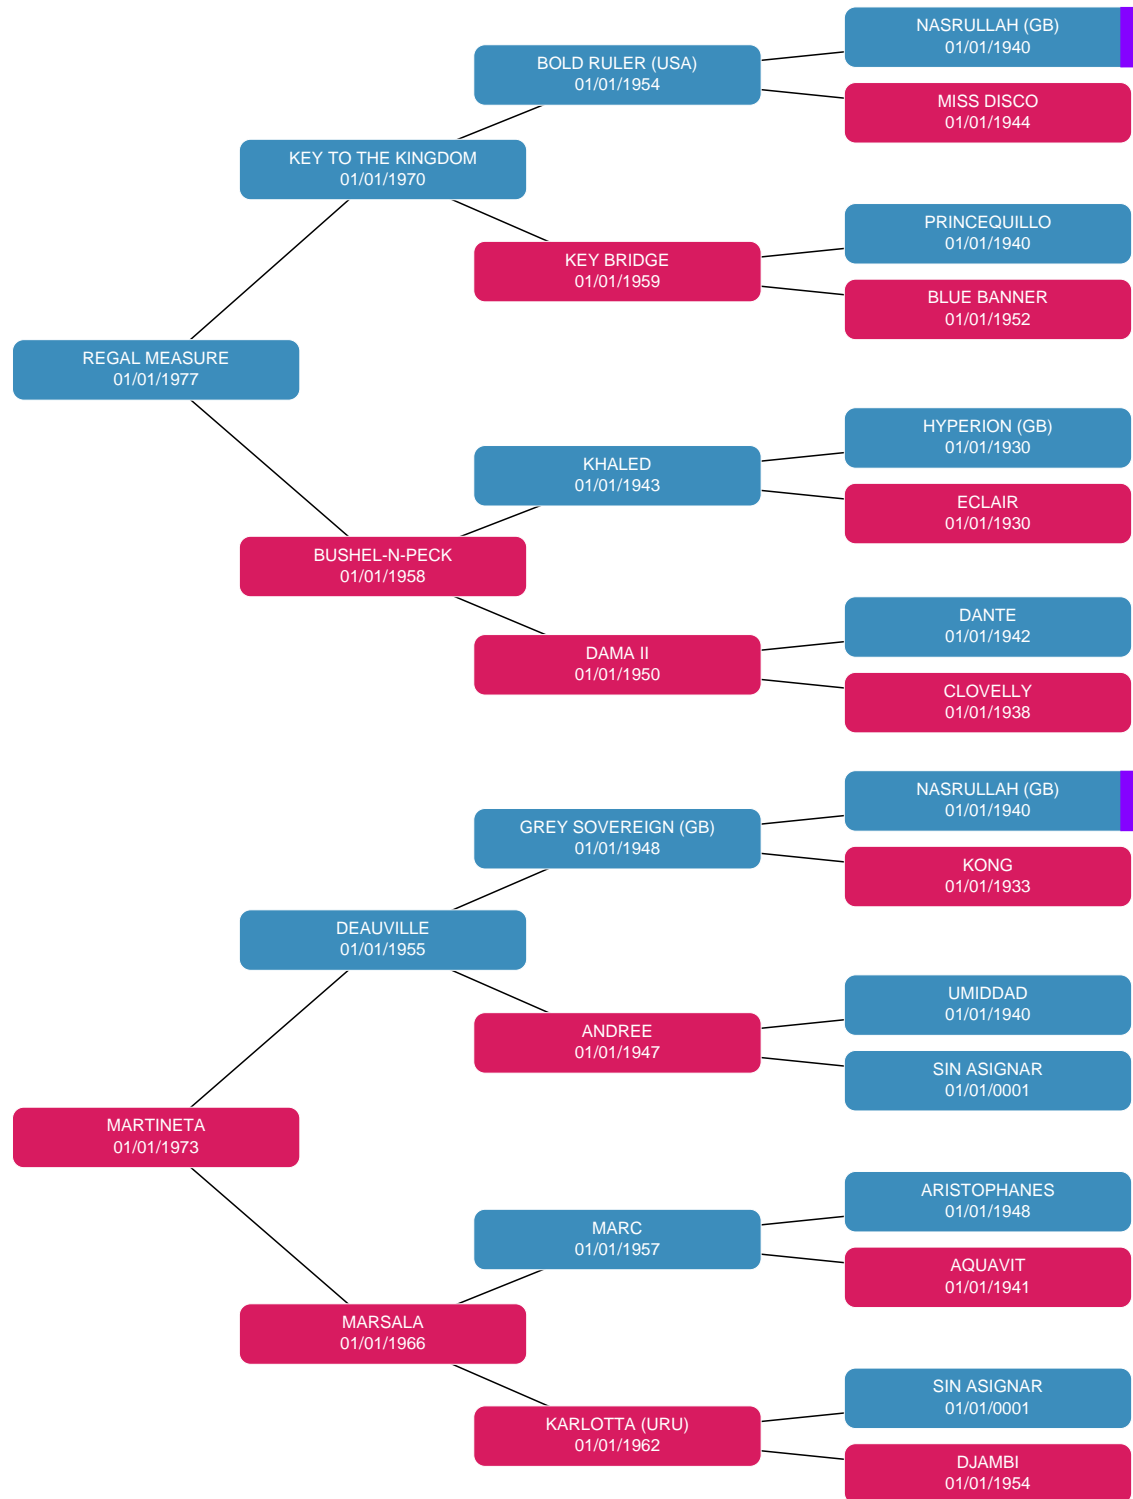 NASRULLAH (GB)
01/01/1940
BOLD RULER (USA)
01/01/1954
MISS DISCO
01/01/1944
KEY TO THE KINGDOM
01/01/1970
PRINCEQUILLO
01/01/1940
KEY BRIDGE
01/01/1959
BLUE BANNER
01/01/1952
REGAL MEASURE
01/01/1977
HYPERION (GB)
01/01/1930
KHALED
01/01/1943
ECLAIR
01/01/1930
BUSHEL-N-PECK
01/01/1958
DANTE
01/01/1942
DAMA II
01/01/1950
CLOVELLY
01/01/1938
NASRULLAH (GB)
01/01/1940
GREY SOVEREIGN (GB)
01/01/1948
KONG
01/01/1933
DEAUVILLE
01/01/1955
UMIDDAD
01/01/1940
ANDREE
01/01/1947
SIN ASIGNAR
01/01/0001
MARTINETA
01/01/1973
ARISTOPHANES
01/01/1948
MARC
01/01/1957
AQUAVIT
01/01/1941
MARSALA
01/01/1966
SIN ASIGNAR
01/01/0001
KARLOTTA (URU)
01/01/1962
DJAMBI
01/01/1954